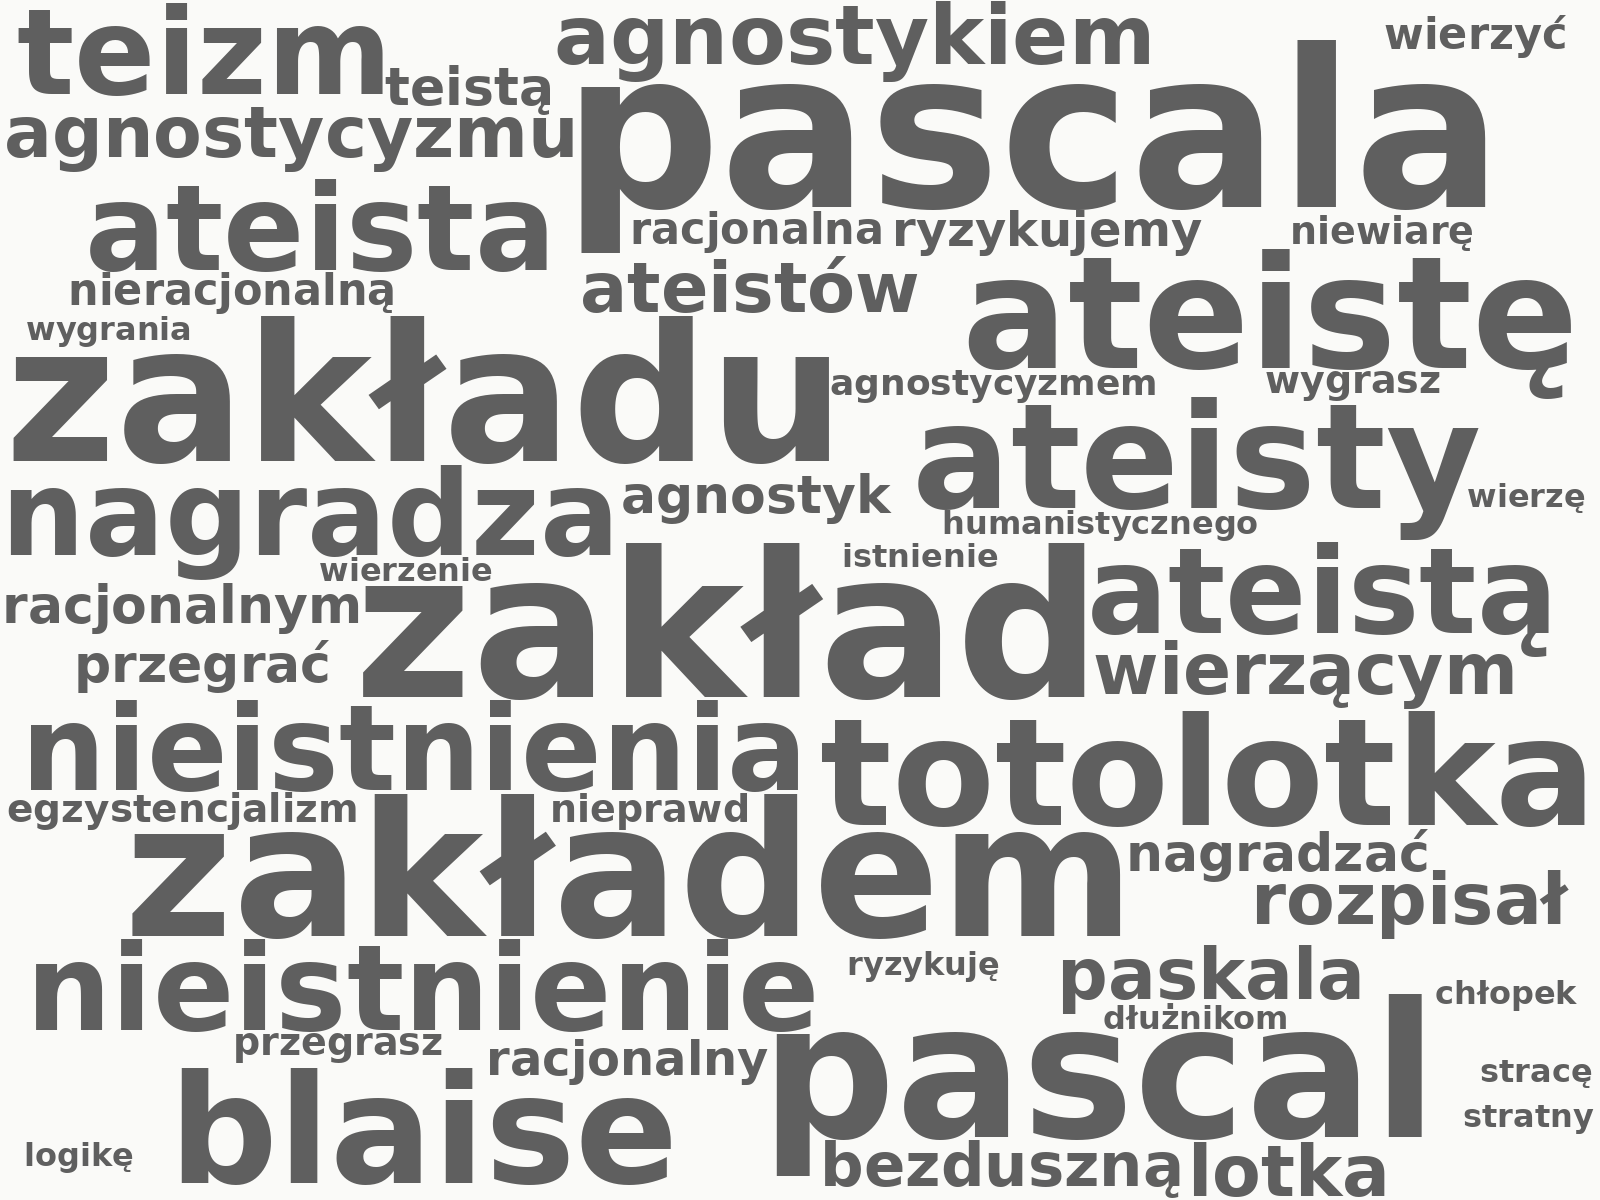 teizm
agnostykiem
wierzyć
teistą
pascala
agnostycyzmu
ateista
racjonalna
ryzykujemy
niewiarę
nieracjonalną
ateistów
ateistę
wygrania
zakładu
agnostycyzmem
wygrasz
ateisty
nagradza
agnostyk
wierzę
humanistycznego
wierzenie
zakład
istnienie
ateistą
racjonalnym
przegrać
wierzącym
nieistnienia
totolotka
egzystencjalizm
nieprawd
zakładem
nagradzać
rozpisał
nieistnienie
ryzykuję
paskala
chłopek
dłużnikom
przegrasz
racjonalny
pascal
stracę
blaise
stratny
logikę
bezduszną
lotka